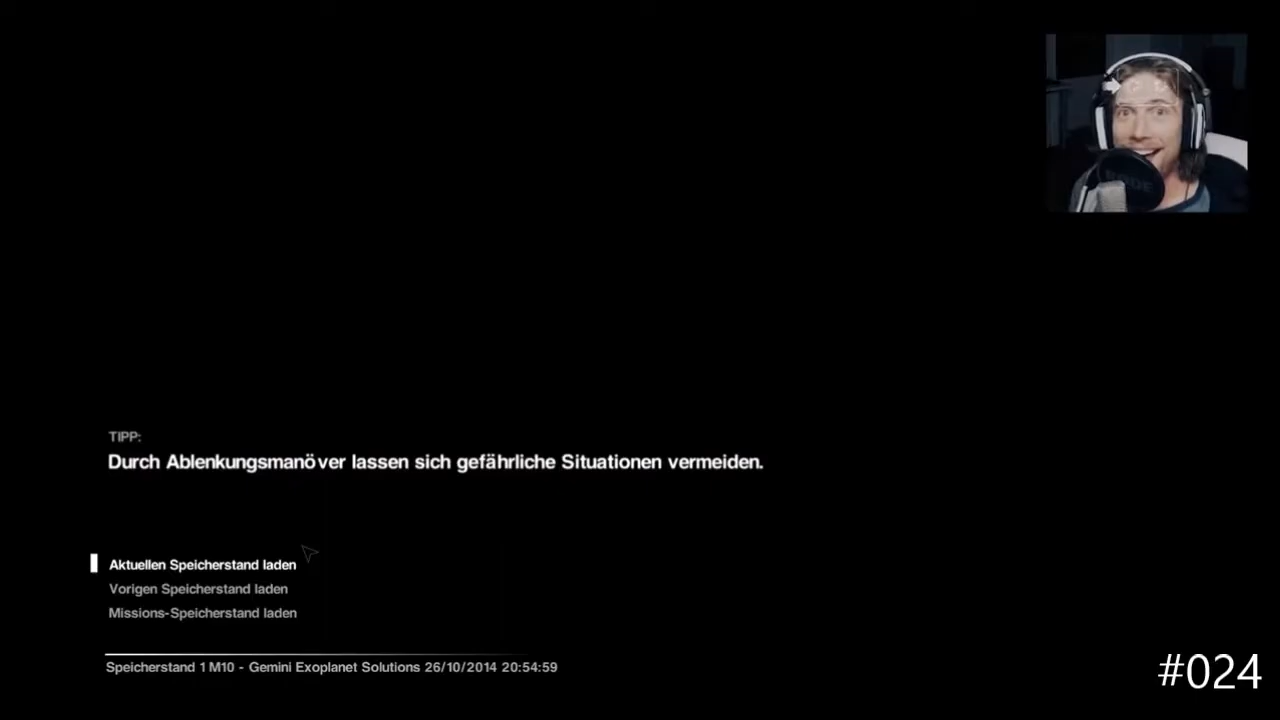 RODE
TIPP:
Durch Ablenkungsmanöver lassen sich gefährliche Situationen vermeiden.
Aktuellen Speicherstand laden
Vorigen Speicherstand laden
Missions-Speicherstand laden
Speicherstand 1 M10 - Gemini Exoplanet Solutions 26/10/2014 20:54:59
#024